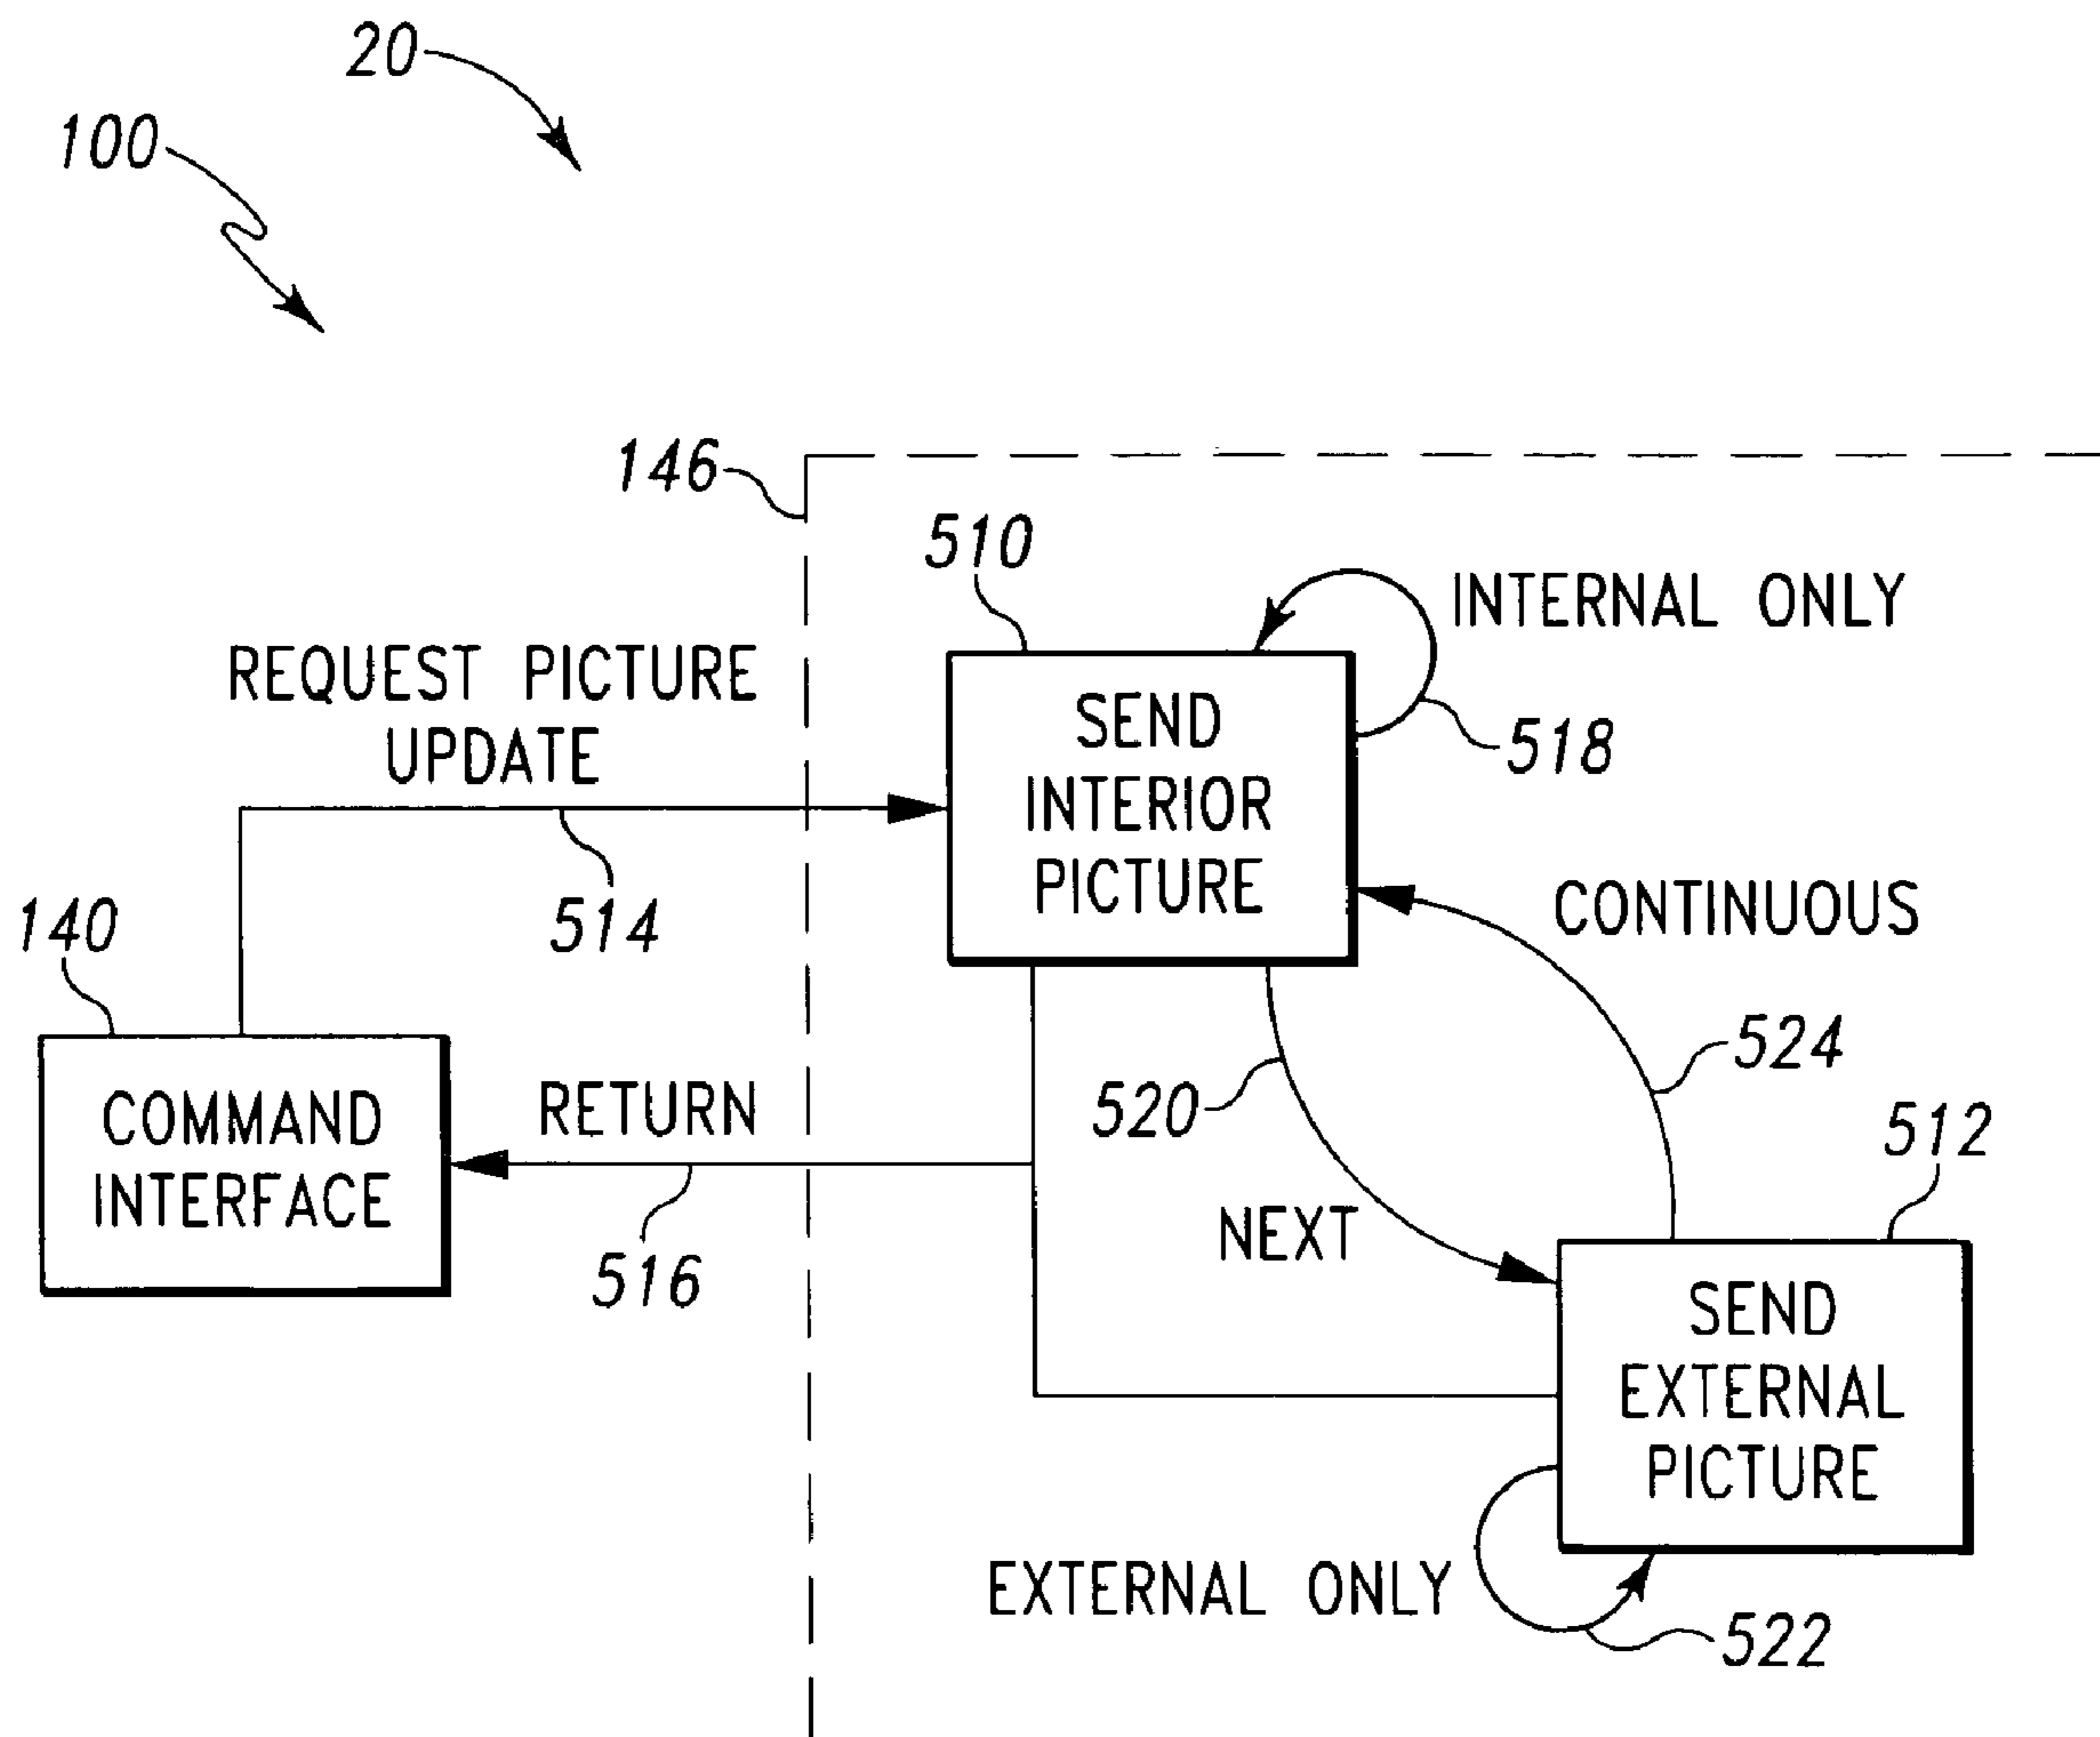 20
100
146
510
INTERNAL ONLY
REQUEST PICTURE
UPDATE
SEND
INTERIOR
PICTURE
518
514
CONTINUOUS
140
524
COMMAND
INTERFACE
RETURN
520
512
516
NEXT
SEND
EXTERNAL
PICTURE
EXTERNAL ONLY
522